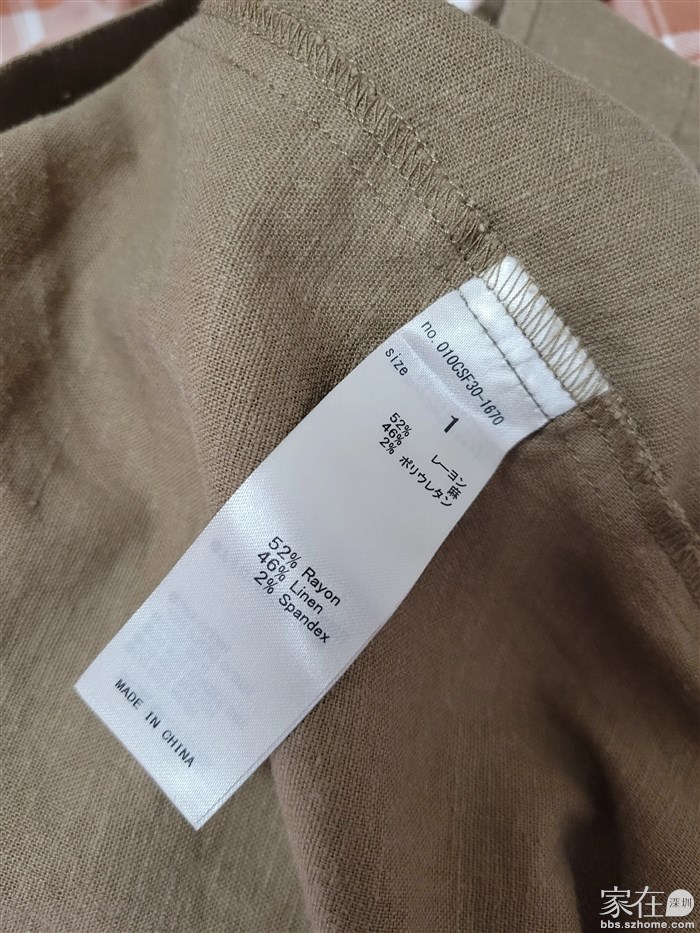 no. 010CSF30-1670
size 1
52% レーヨン
46% 麻
2% ポリウレタン
52% Rayon
46% Linen
2% Spandex
MADE IN CHINA
家在 深圳
bbs.szhome.com